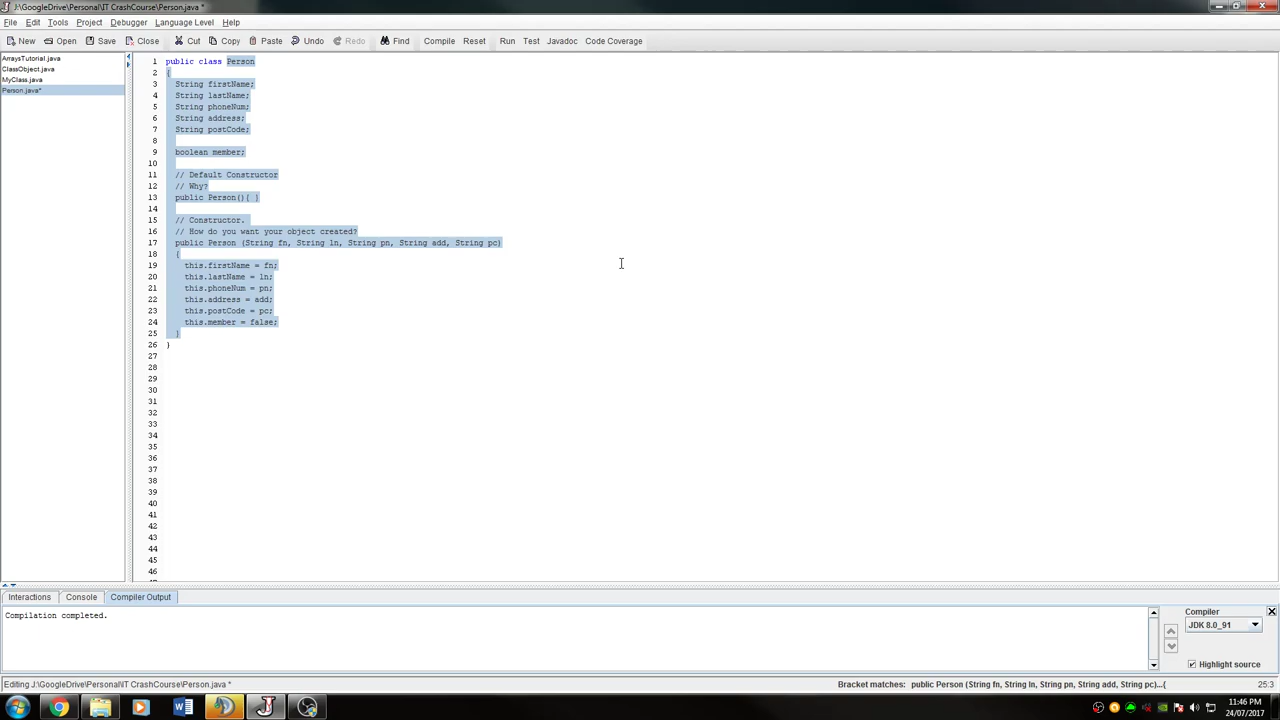 J:\GoogleDrive\Personal\IT CrashCourse\Person.java *
File Edit Tools Project Debugger Language Level Help
New Open Save Close Cut Copy Paste Undo Redo Find Compile Reset Run Test Javadoc Code Coverage
ArraysTutorial.java
ClassObject.java
MyClass.java
Person.java*
1 public class Person
2 {
3 String firstName;
4 String lastName;
5 String phoneNum;
6 String address;
7 String postCode;
8
9 boolean member;
10
11 // Default Constructor
12 // Why?
13 public Person(){ }
14
15 // Constructor.
16 // How do you want your object created?
17 public Person (String fn, String ln, String pn, String add, String pc)
18 {
19 this.firstName = fn;
20 this.lastName = ln;
21 this.phoneNum = pn;
22 this.address = add;
23 this.postCode = pc;
24 this.member = false;
25 }
26 }
27
28
29
30
31
32
33
34
35
36
37
38
39
40
41
42
43
44
45
Interactions Console Compiler Output
Compilation completed.
Compiler
JDK 8.0_91
Highlight source
Editing J:\GoogleDrive\Personal\IT CrashCourse\Person.java *
Bracket matches: public Person (String fn, String ln, String pn, String add, String pc)...{
25:3
11:46 PM
24/07/2017